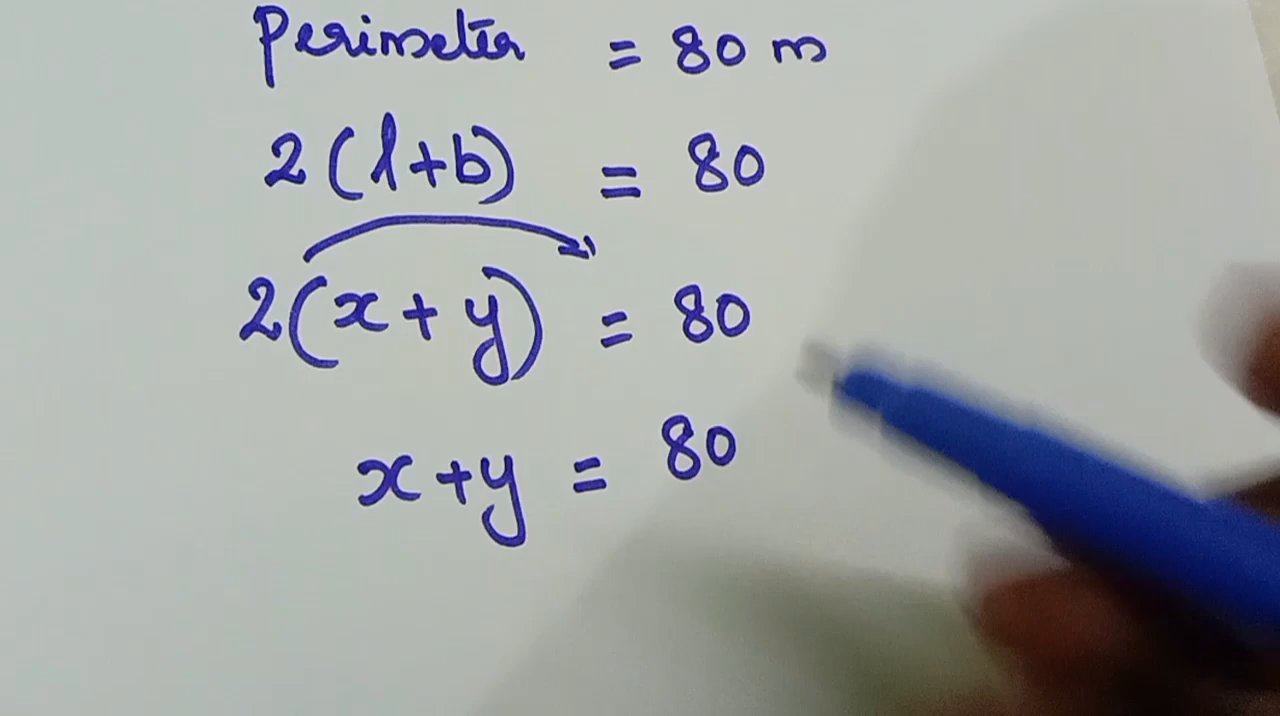 Perimeter = 80 m
2(l+b) = 80
2(x+y) = 80
x+y = 80